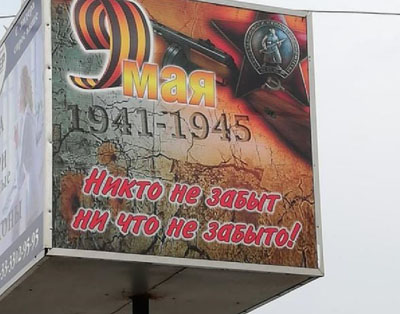 9
мая
1941-1945
Никто не забыт
ни что не забыто!